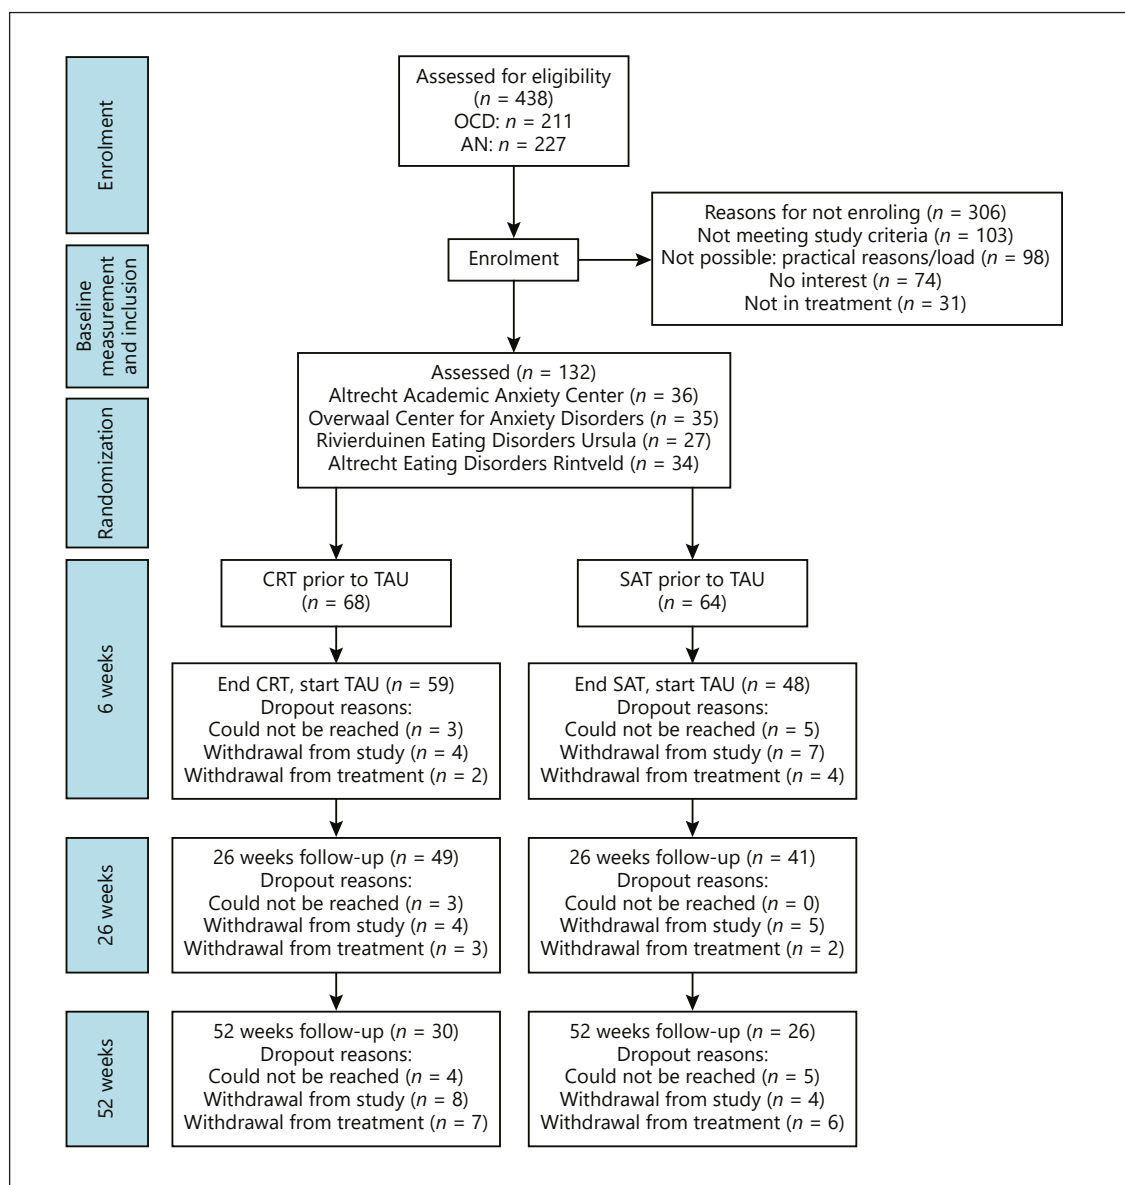 Enrolment
Assessed for eligibility
(n = 438)
OCD: n = 211
AN: n = 227
Reasons for not enroling (n = 306)
Not meeting study criteria (n = 103)
Not possible: practical reasons/load (n = 98)
No interest (n = 74)
Not in treatment (n = 31)
Enrolment
Baseline
measurement
and inclusion
Assessed (n = 132)
Altrecht Academic Anxiety Center (n = 36)
Overwaal Center for Anxiety Disorders (n = 35)
Rivierduinen Eating Disorders Ursula (n = 27)
Altrecht Eating Disorders Rintveld (n = 34)
Randomization
CRT prior to TAU
(n = 68)
SAT prior to TAU
(n = 64)
6 weeks
End CRT, start TAU (n = 59)
Dropout reasons:
Could not be reached (n = 3)
Withdrawal from study (n = 4)
Withdrawal from treatment (n = 2)
End SAT, start TAU (n = 48)
Dropout reasons:
Could not be reached (n = 5)
Withdrawal from study (n = 7)
Withdrawal from treatment (n = 4)
26 weeks
26 weeks follow-up (n = 49)
Dropout reasons:
Could not be reached (n = 3)
Withdrawal from study (n = 4)
Withdrawal from treatment (n = 3)
26 weeks follow-up (n = 41)
Dropout reasons:
Could not be reached (n = 0)
Withdrawal from study (n = 5)
Withdrawal from treatment (n = 2)
52 weeks
52 weeks follow-up (n = 30)
Dropout reasons:
Could not be reached (n = 4)
Withdrawal from study (n = 8)
Withdrawal from treatment (n = 7)
52 weeks follow-up (n = 26)
Dropout reasons:
Could not be reached (n = 5)
Withdrawal from study (n = 4)
Withdrawal from treatment (n = 6)